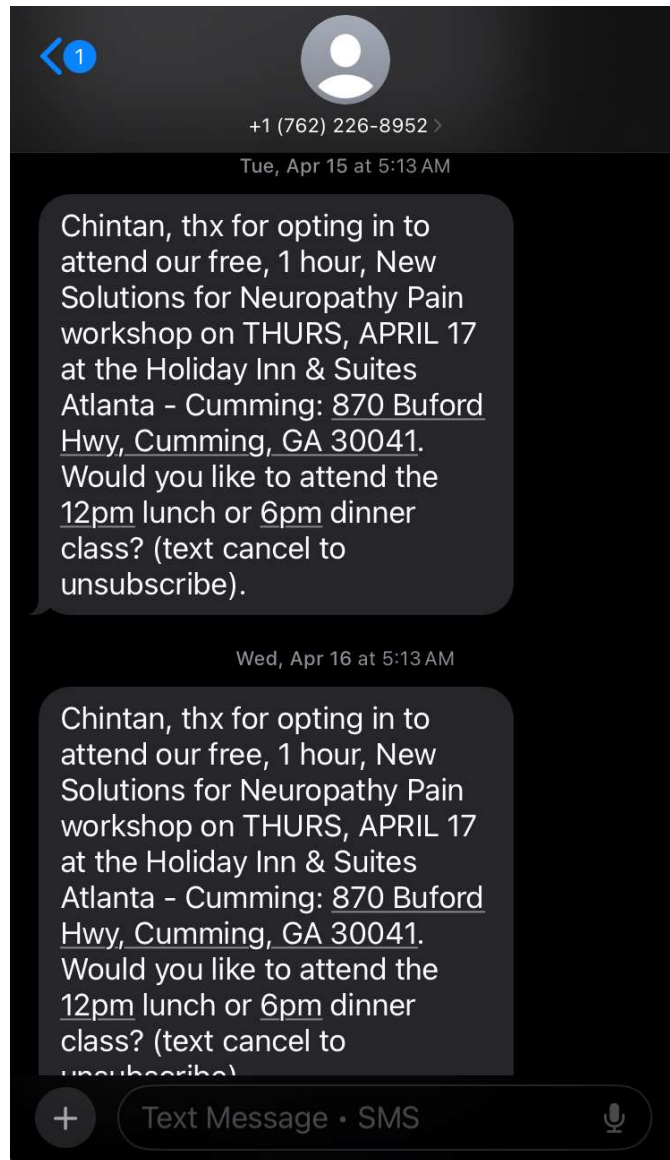 1
+1 (762) 226-8952 >
Tue, Apr 15 at 5:13 AM
Chintan, thx for opting in to
attend our free, 1 hour, New
Solutions for Neuropathy Pain
workshop on THURS, APRIL 17
at the Holiday Inn & Suites
Atlanta - Cumming: 870 Buford
Hwy, Cumming, GA 30041.
Would you like to attend the
12pm lunch or 6pm dinner
class? (text cancel to
unsubscribe).
Wed, Apr 16 at 5:13 AM
Chintan, thx for opting in to
attend our free, 1 hour, New
Solutions for Neuropathy Pain
workshop on THURS, APRIL 17
at the Holiday Inn & Suites
Atlanta - Cumming: 870 Buford
Hwy, Cumming, GA 30041.
Would you like to attend the
12pm lunch or 6pm dinner
class? (text cancel to
unsubscribe)
Text Message • SMS